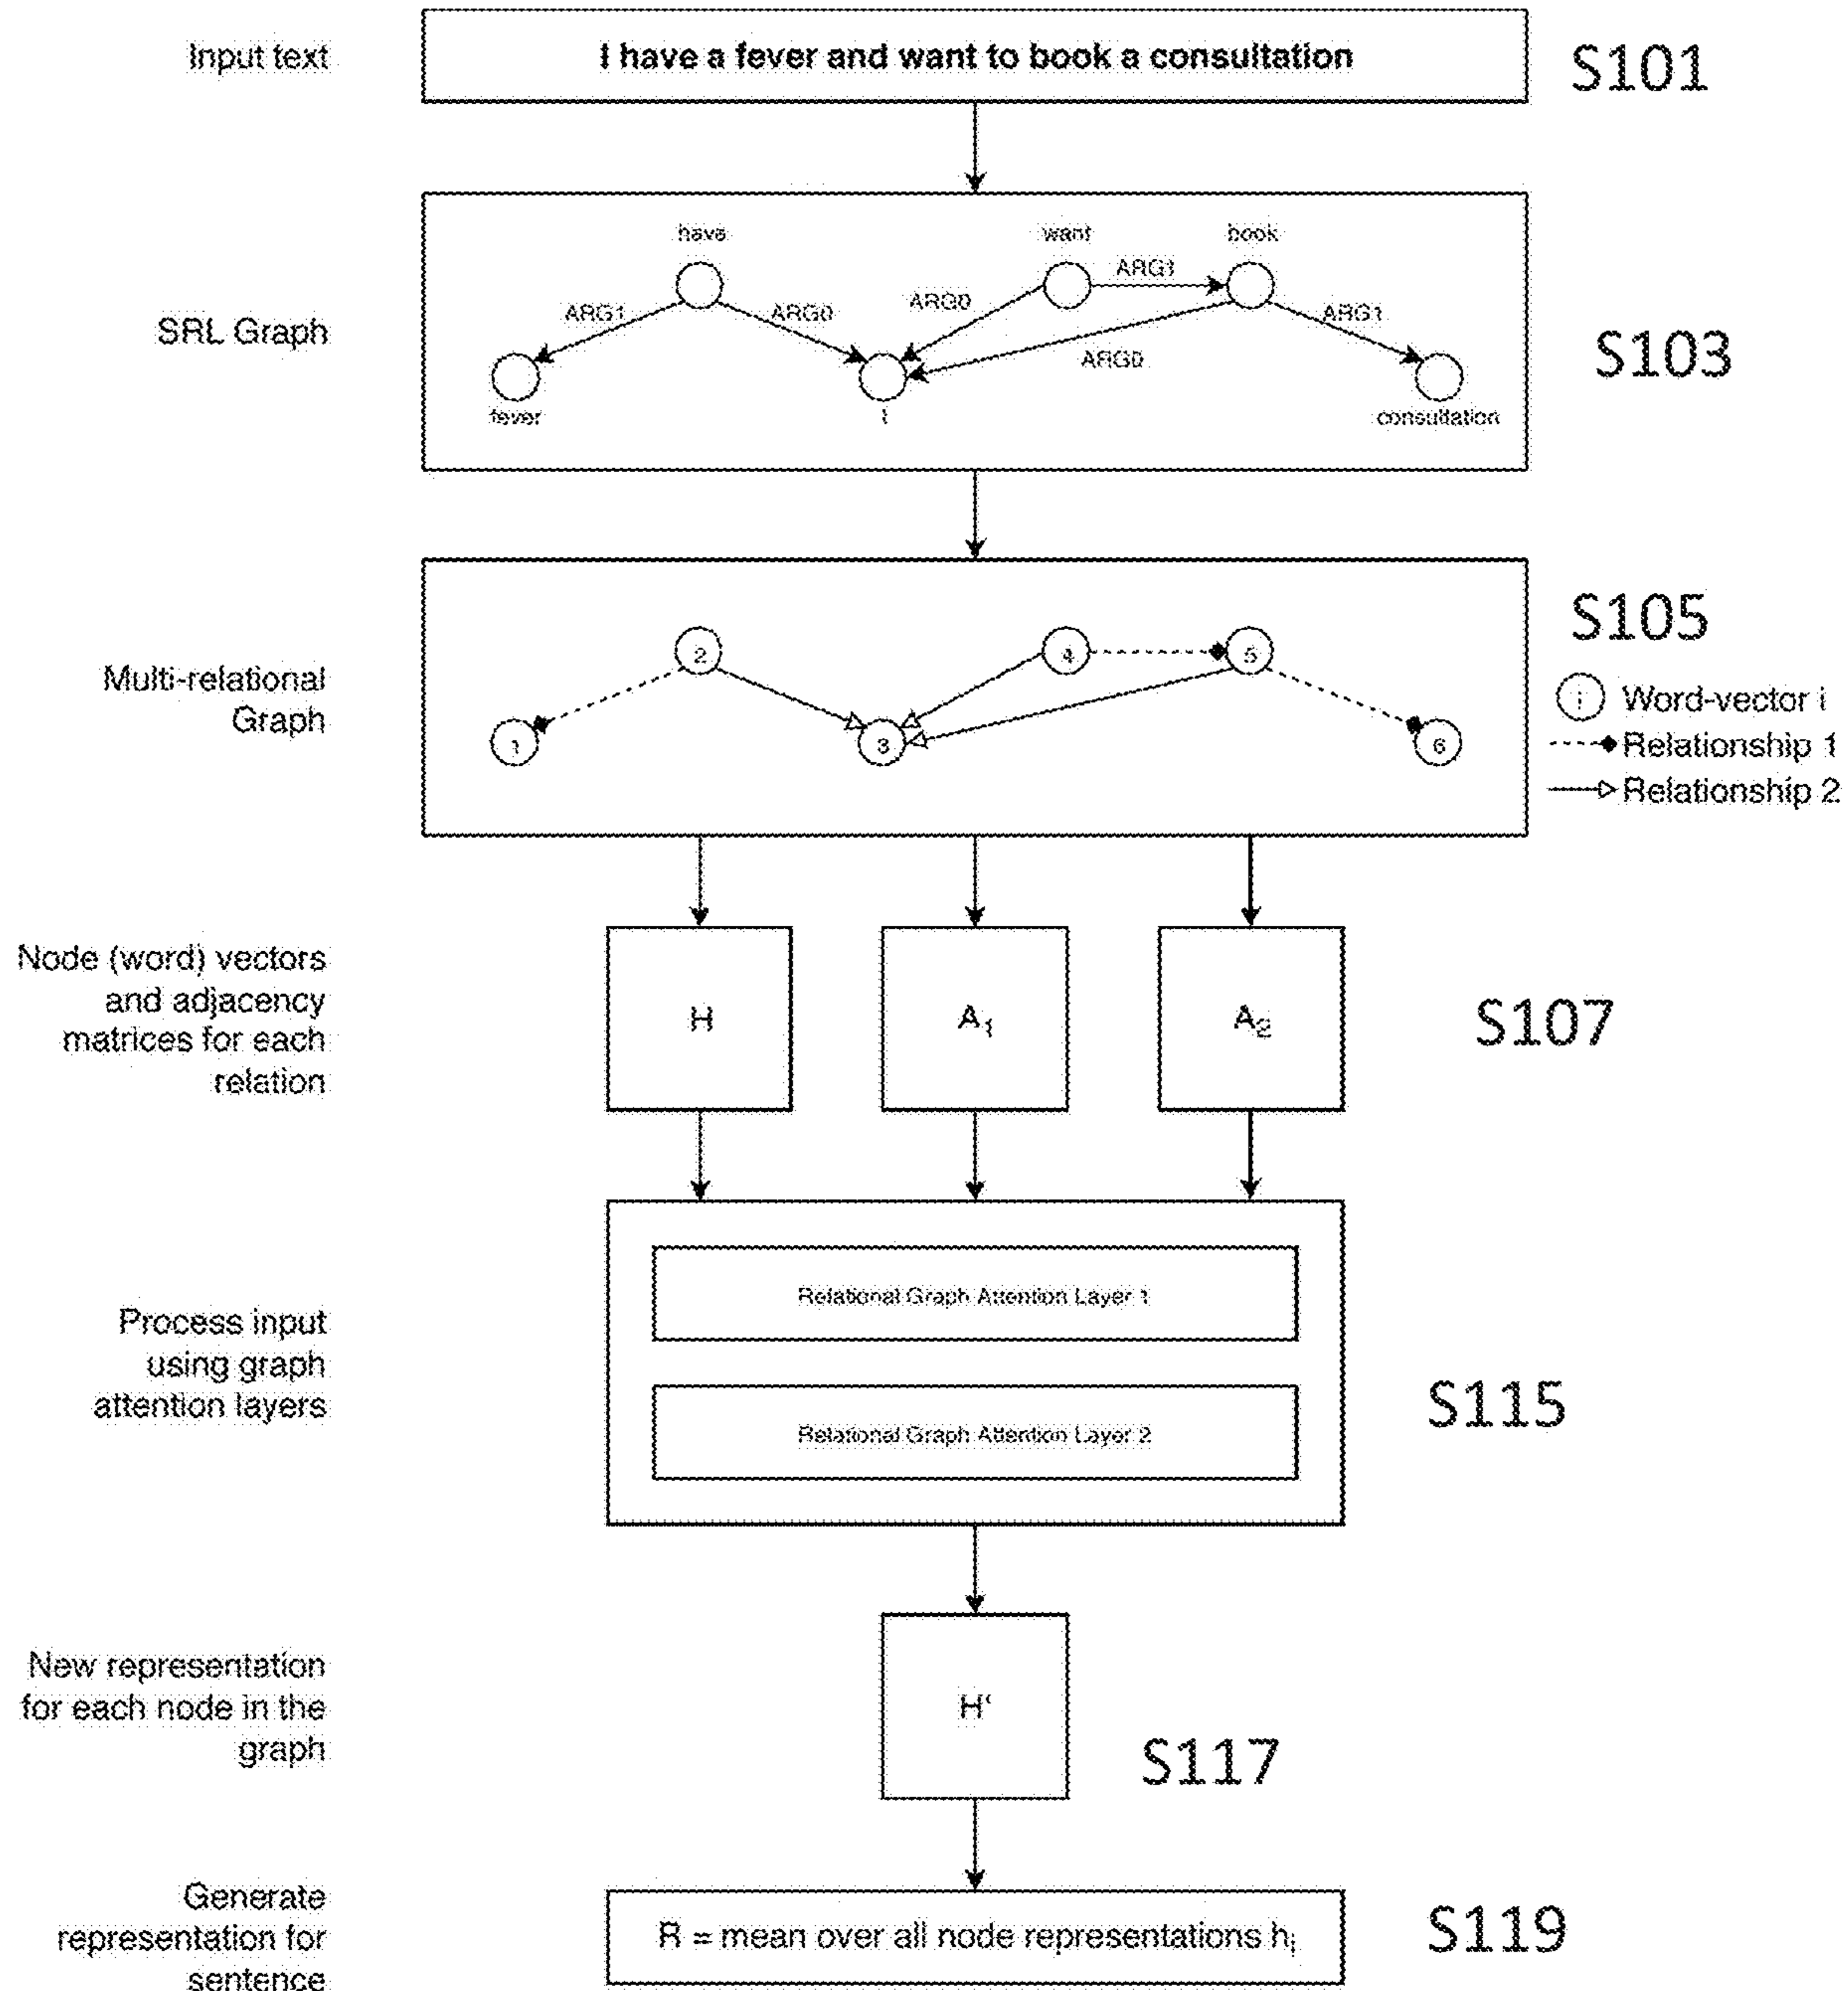 Input text
I have a fever and want to book a consultation
S101
have
want
book
ARG1
ARG1
ARG0
ARG0
ARG1
ARG0
SRL Graph
S103
fever
I
consultation
S105
2
4
5
Multi-relational
Graph
i Word-vector i
1
3
6
Relationship 1
Relationship 2
Node (word) vectors
and adjacency
matrices for each
relation
H
A₁
A₂
S107
Relational Graph Attention Layer 1
Process input
using graph
attention layers
S115
Relational Graph Attention Layer 2
New representation
for each node in the
graph
H'
S117
Generate
representation for
sentence
R = mean over all node representations hᵢ
S119